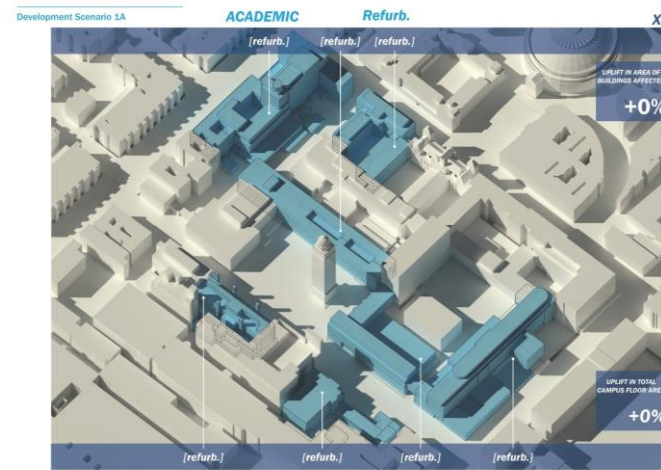 Development Scenario 1A
ACADEMIC
Refurb.
X
[refurb.]
[refurb.]
[refurb.]
UPLIFT IN AREA OF
BUILDINGS AFFECTED
+0%
UPLIFT IN TOTAL
CAMPUS FLOOR AREA
+0%
[refurb.]
[refurb.]
[refurb.]
[refurb.]